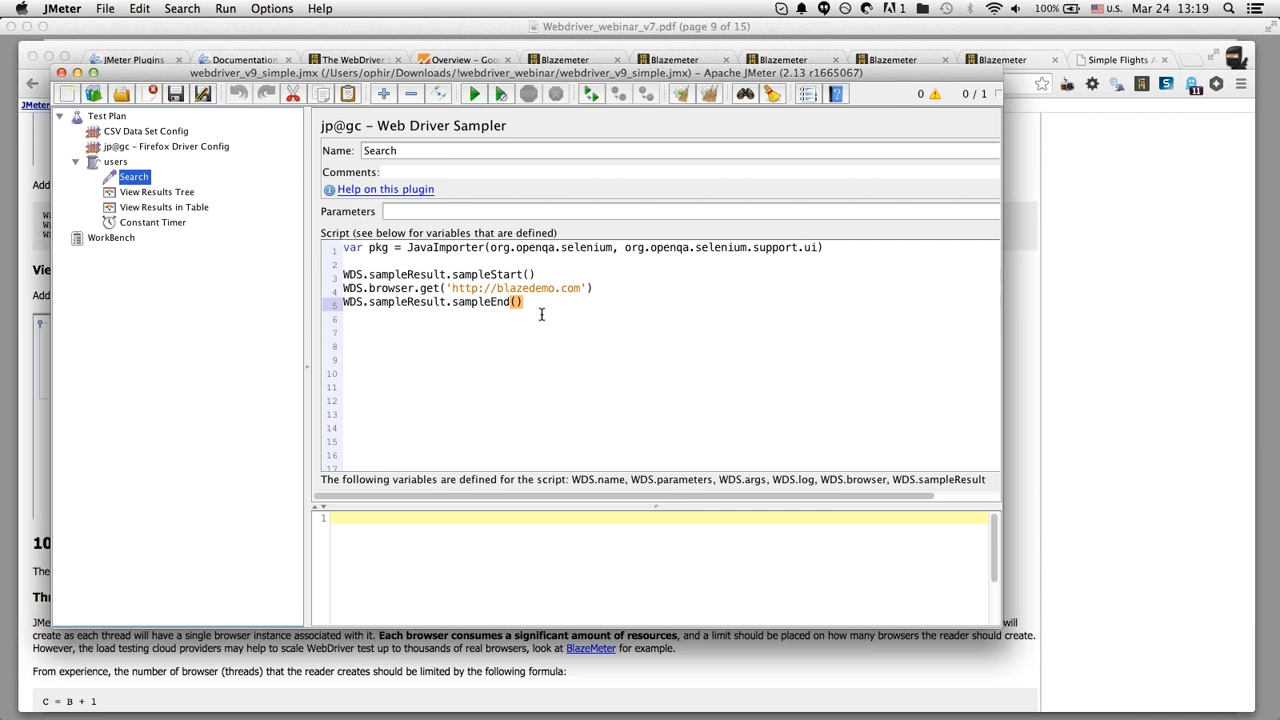 JMeter File Edit Search Run Options Help
1 100% U.S. Mar 24 13:19
Webdriver_webinar_v7.pdf (page 9 of 15)
JMeter Plugins × Documentation × The WebDriver × Overview – Go × Blazemeter × Blazemeter × Blazemeter × Blazemeter × Blazemeter × Simple Flights A ×
webdriver_v9_simple.jmx (/Users/ophir/Downloads/!webdriver_webinar/webdriver_v9_simple.jmx) – Apache JMeter (2.13 r1665067)
11
0 0 / 1
JMete
Test Plan
CSV Data Set Config
jp@gc – Firefox Driver Config
users
Search
View Results Tree
View Results in Table
Constant Timer
WorkBench
jp@gc – Web Driver Sampler
Name: Search
Comments:
Help on this plugin
Parameters
Script (see below for variables that are defined)
1 var pkg = JavaImporter(org.openqa.selenium, org.openqa.selenium.support.ui)
2
3 WDS.sampleResult.sampleStart()
4 WDS.browser.get('http://blazedemo.com')
5 WDS.sampleResult.sampleEnd()
6
7
8
9
10
11
12
13
14
15
16
17
The following variables are defined for the script: WDS.name, WDS.parameters, WDS.args, WDS.log, WDS.browser, WDS.sampleResult
1
Add
Vie
Add
10
The
Thr
JMe will
create as each thread will have a single browser instance associated with it. Each browser consumes a significant amount of resources, and a limit should be placed on how many browsers the reader should create.
However, the load testing cloud providers may help to scale WebDriver test up to thousands of real browsers, look at BlazeMeter for example.
From experience, the number of browser (threads) that the reader creates should be limited by the following formula:
C = B + 1